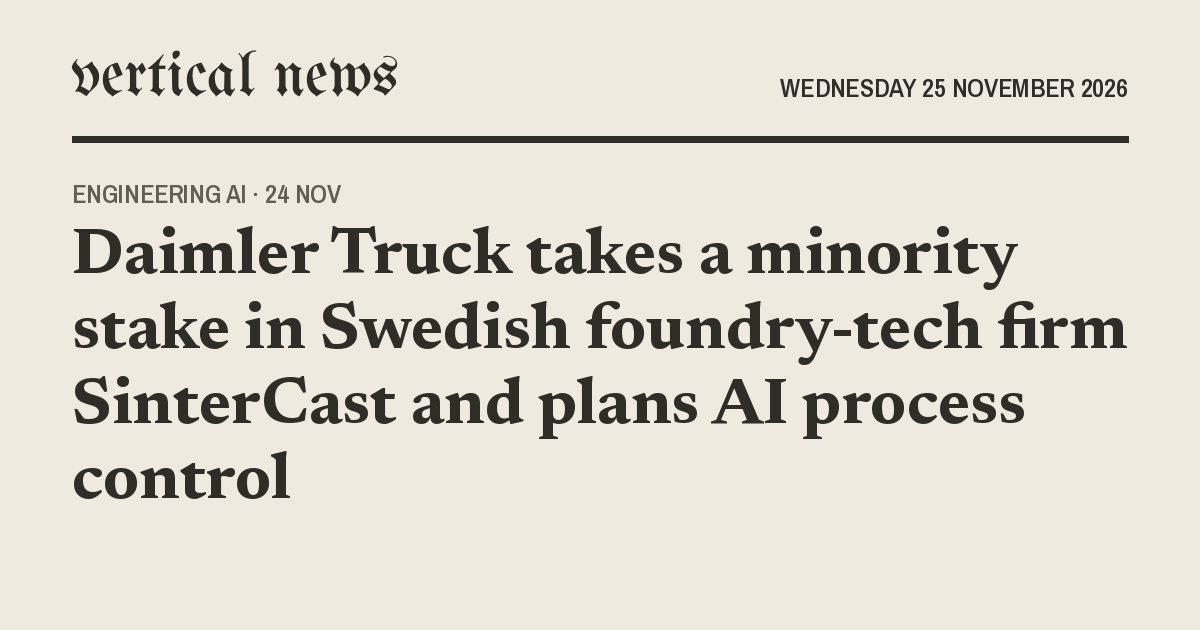 vertical news
WEDNESDAY 25 NOVEMBER 2026
ENGINEERING AI · 24 NOV
Daimler Truck takes a minority
stake in Swedish foundry-tech firm
SinterCast and plans AI process
control